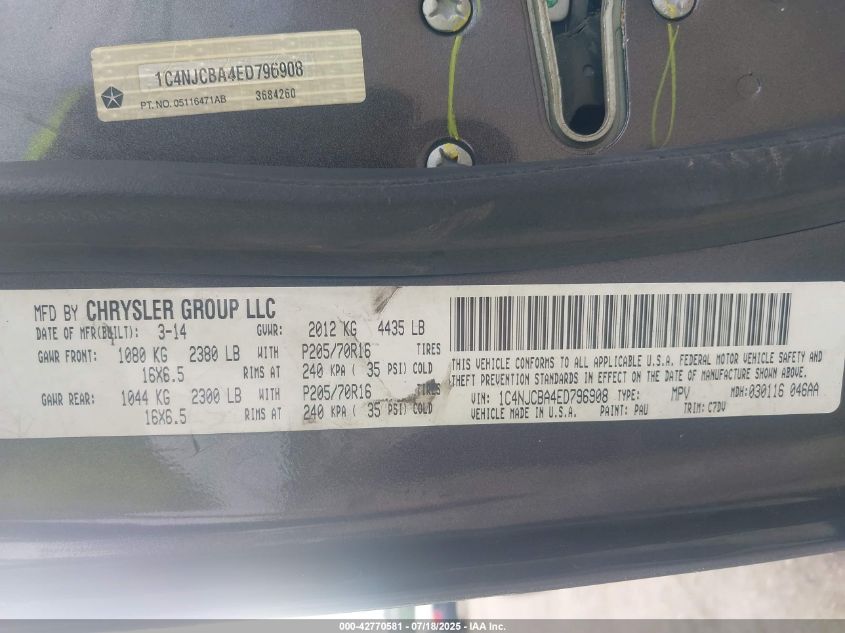 1C4NJCBA4ED796908
PT. NO. 05116471AB 3684260
MFD BY CHRYSLER GROUP LLC
DATE OF MFR(BUILT): 3-14 GVWR: 2012 KG 4435 LB
GAWR FRONT: 1080 KG 2380 LB WITH P205/70R16 TIRES
16X6.5 RIMS AT 240 KPA ( 35 PSI) COLD
GAWR REAR: 1044 KG 2300 LB WITH P205/70R16
16X6.5 RIMS AT 240 KPA ( 35 PSI) COLD
THIS VEHICLE CONFORMS TO ALL APPLICABLE U.S.A. FEDERAL MOTOR VEHICLE SAFETY AND
THEFT PREVENTION STANDARDS IN EFFECT ON THE DATE OF MANUFACTURE SHOWN ABOVE.
VIN: 1C4NJCBA4ED796908 TYPE: MPV MDH:030116 046AA
VEHICLE MADE IN U.S.A. PAINT: PAU TRIM: C7DV
000-42770581 - 07/18/2025 - IAA Inc.